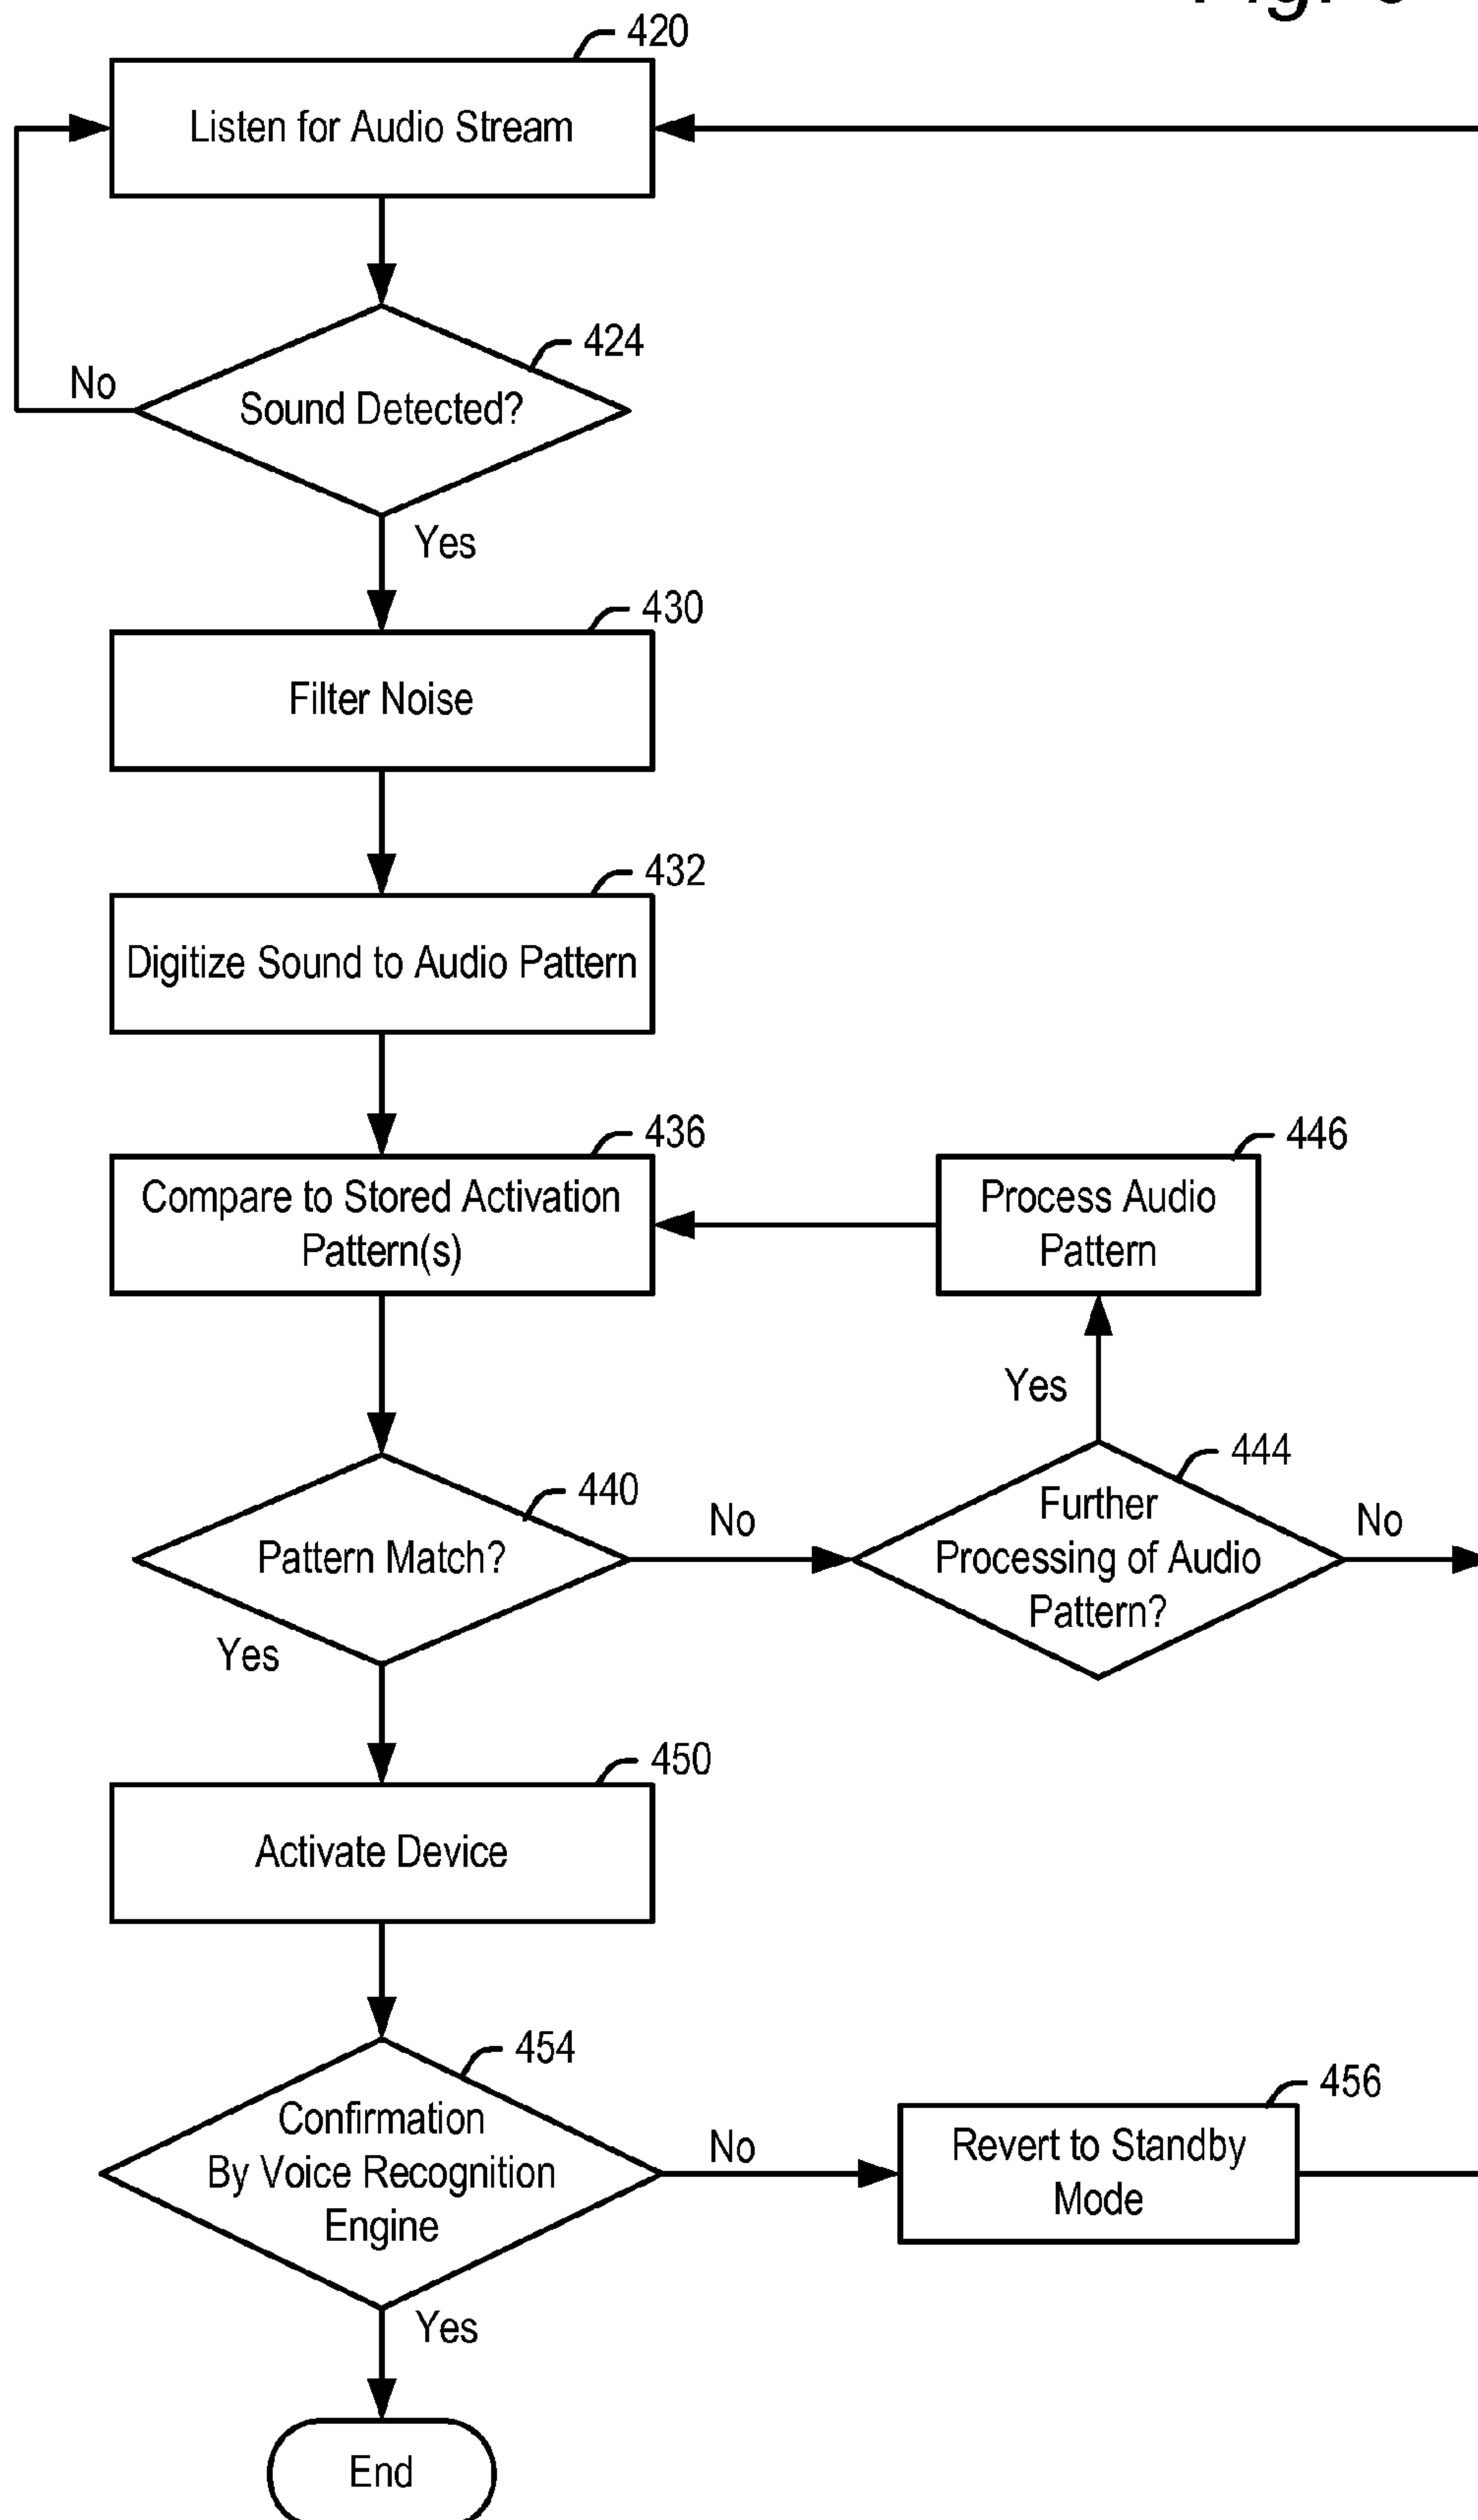 420
Listen for Audio Stream
424
No
Sound Detected?
Yes
430
Filter Noise
432
Digitize Sound to Audio Pattern
436
Compare to Stored Activation
Pattern(s)
446
Process Audio
Pattern
Yes
440
Pattern Match?
No
444
Further
Processing of Audio
Pattern?
No
Yes
450
Activate Device
454
Confirmation
By Voice Recognition
Engine
No
456
Revert to Standby
Mode
Yes
End